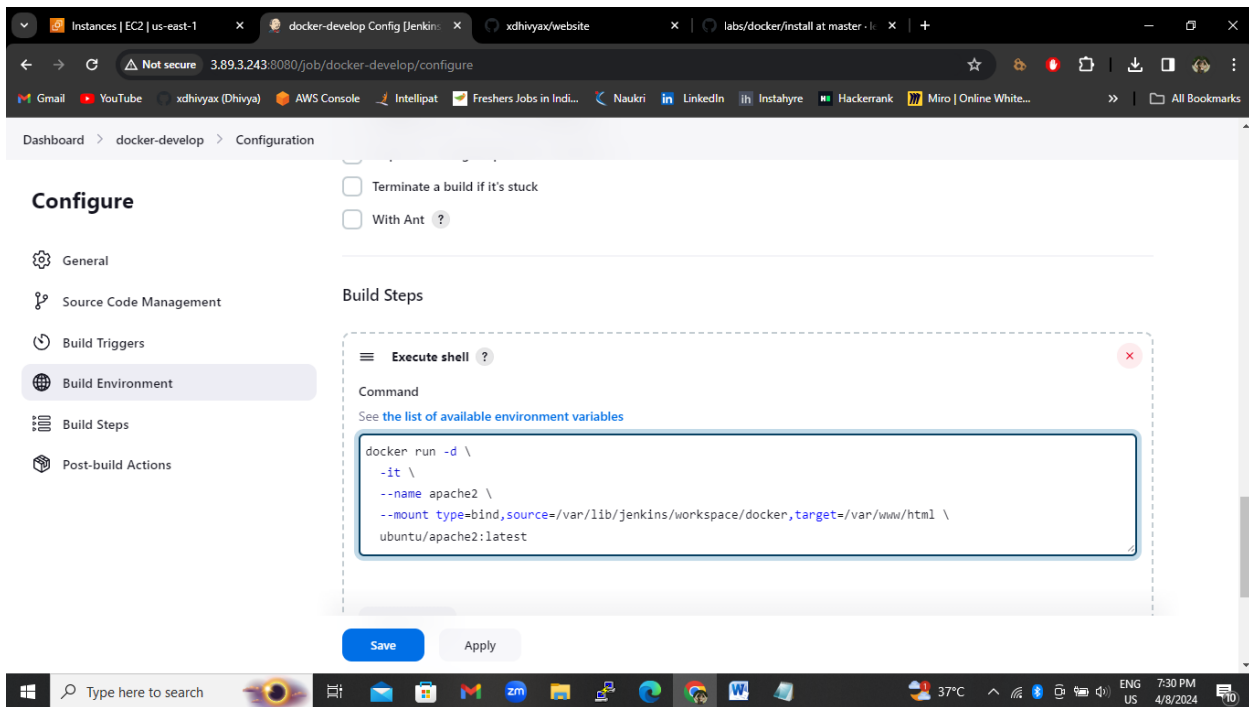 Instances | EC2 | us-east-1
docker-develop Config [Jenkins
xdhivyax/website
labs/docker/install at master · le
Not secure 3.89.3.243:8080/job/docker-develop/configure
Gmail YouTube xdhivyax (Dhivya) AWS Console Intellipat Freshers Jobs in Indi... Naukri LinkedIn Instahyre Hackerrank Miro | Online White... » All Bookmarks
Dashboard > docker-develop > Configuration
Configure
General
Source Code Management
Build Triggers
Build Environment
Build Steps
Post-build Actions
Terminate a build if it's stuck
With Ant ?
Build Steps
Execute shell ?
Command
See the list of available environment variables
docker run -d \
-it \
--name apache2 \
--mount type=bind,source=/var/lib/jenkins/workspace/docker,target=/var/www/html \
ubuntu/apache2:latest
Save Apply
Type here to search
37°C
ENG
US
7:30 PM
4/8/2024